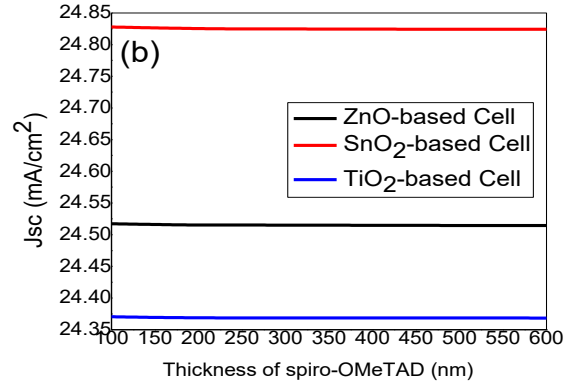 (b)
24.85
24.80
24.75
24.70
24.65
24.60
24.55
24.50
24.45
24.40
24.35
Jsc (mA/cm²)
ZnO-based Cell
SnO₂-based Cell
TiO₂-based Cell
100 150 200 250 300 350 400 450 500 550 600
Thickness of spiro-OMeTAD (nm)